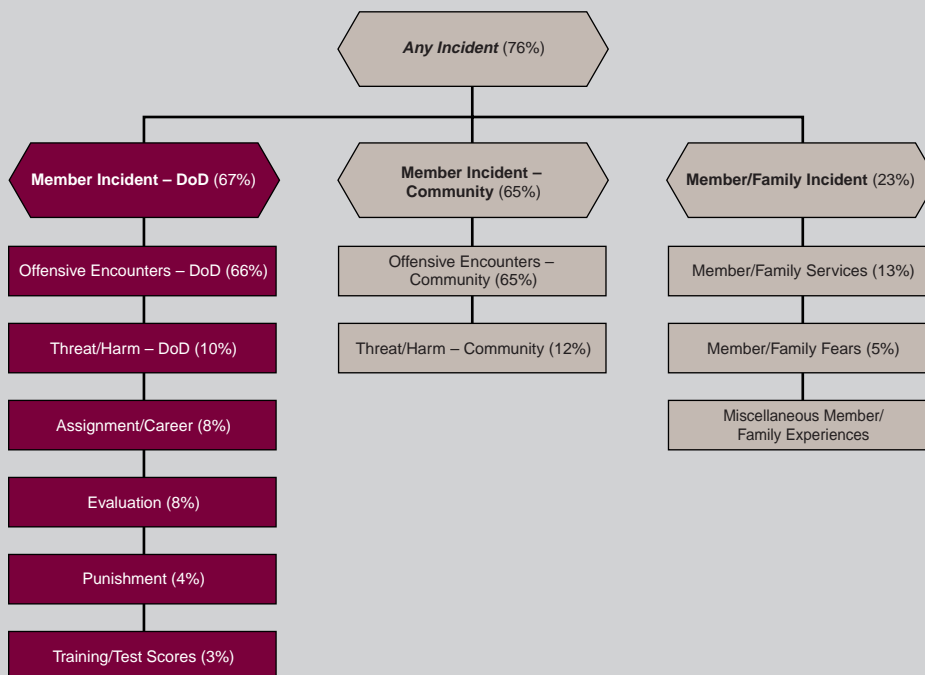 Any Incident (76%)
Member Incident – DoD (67%)
Offensive Encounters – DoD (66%)
Threat/Harm – DoD (10%)
Assignment/Career (8%)
Evaluation (8%)
Punishment (4%)
Training/Test Scores (3%)
Member Incident –
Community (65%)
Offensive Encounters –
Community (65%)
Threat/Harm – Community (12%)
Member/Family Incident (23%)
Member/Family Services (13%)
Member/Family Fears (5%)
Miscellaneous Member/
Family Experiences